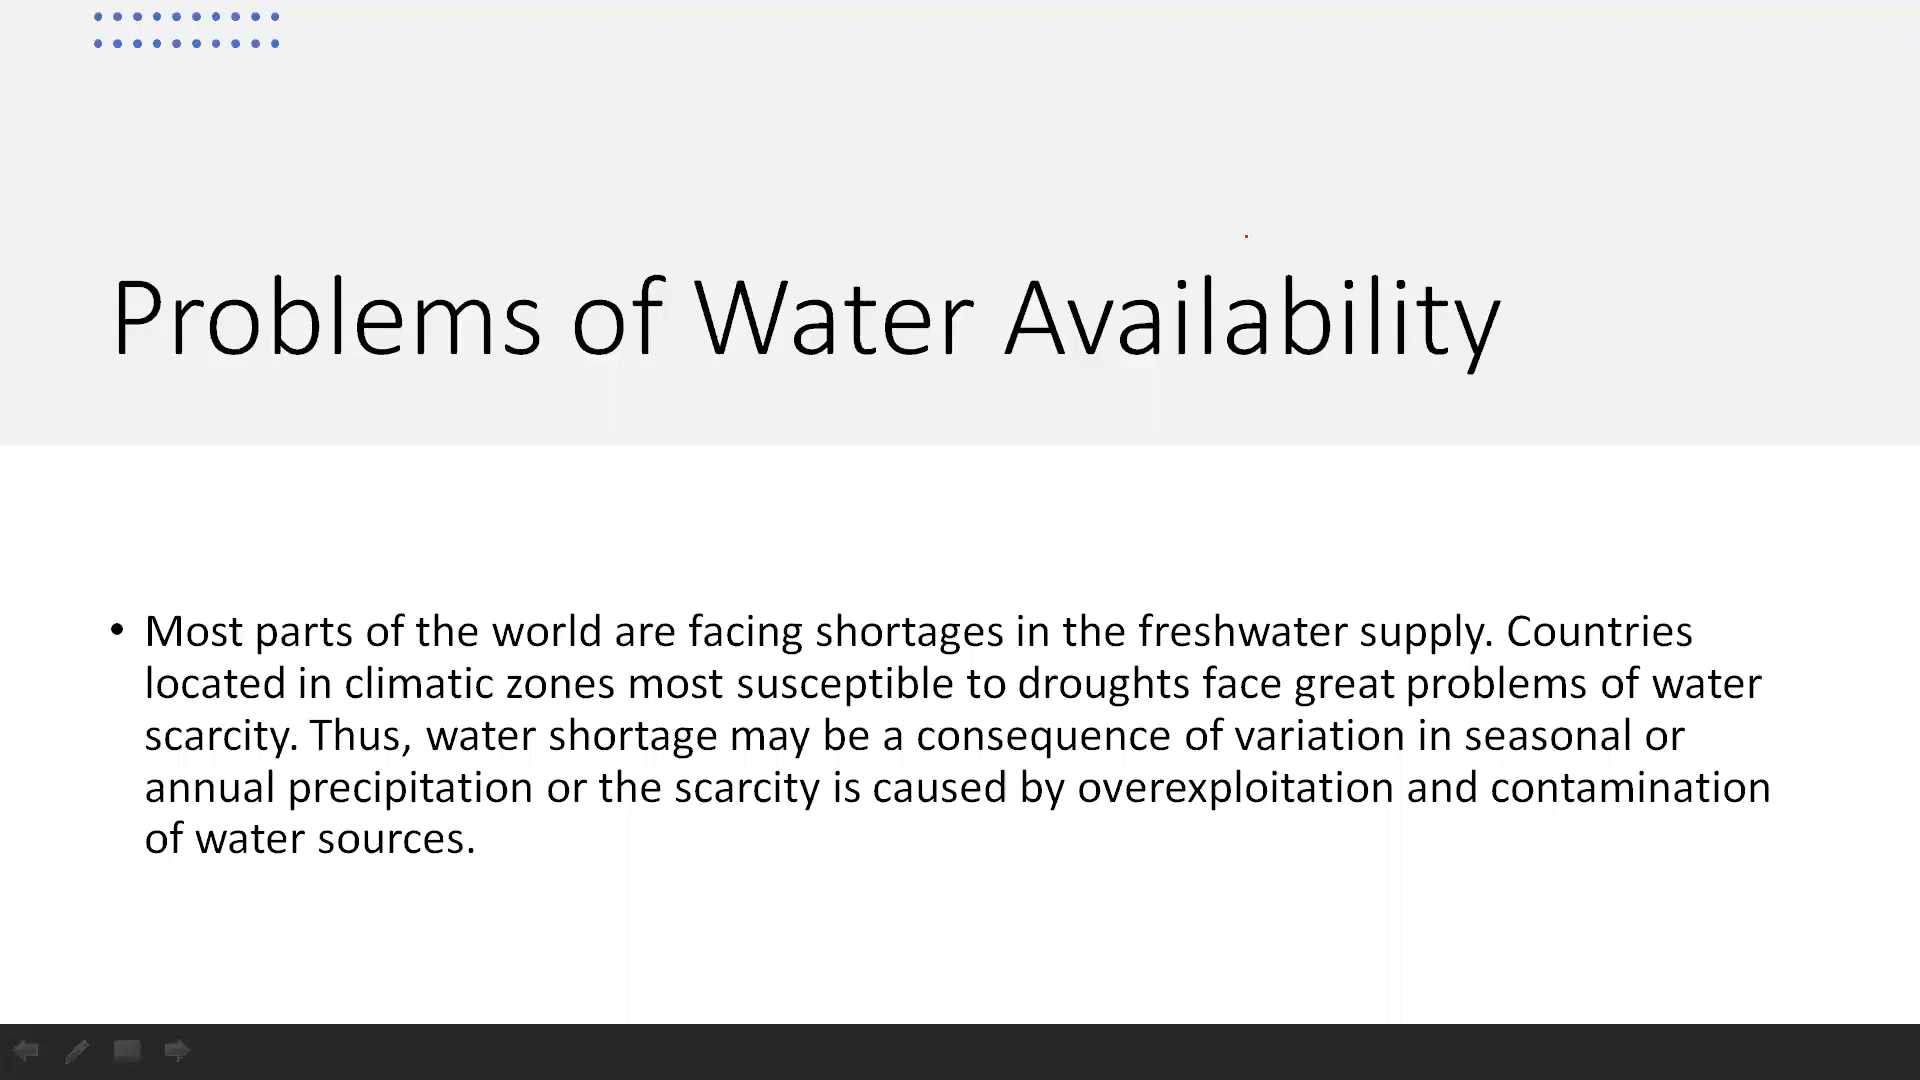 Problems of Water Availability
• Most parts of the world are facing shortages in the freshwater supply. Countries
located in climatic zones most susceptible to droughts face great problems of water
scarcity. Thus, water shortage may be a consequence of variation in seasonal or
annual precipitation or the scarcity is caused by overexploitation and contamination
of water sources.